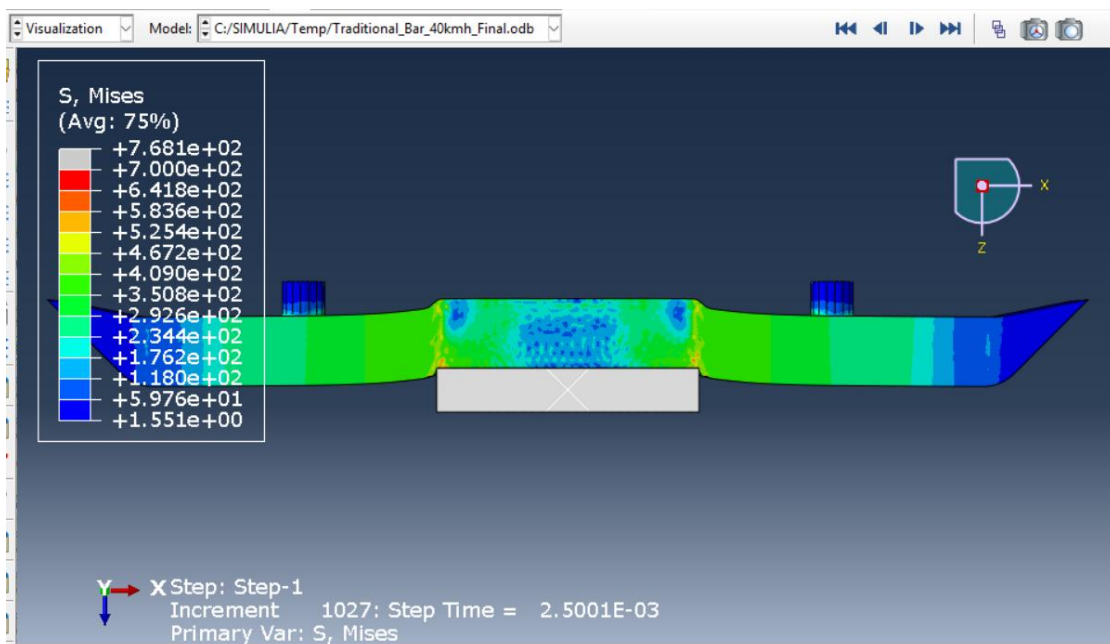 Visualization Model: C:/SIMULIA/Temp/Traditional_Bar_40kmh_Final.odb
S, Mises
(Avg: 75%)
+7.681e+02
+7.000e+02
+6.418e+02
+5.836e+02
+5.254e+02
+4.672e+02
+4.090e+02
+3.508e+02
+2.926e+02
+2.344e+02
+1.762e+02
+1.180e+02
+5.976e+01
+1.551e+00
X
Z
Y X
Step: Step-1
Increment 1027: Step Time = 2.5001E-03
Primary Var: S, Mises